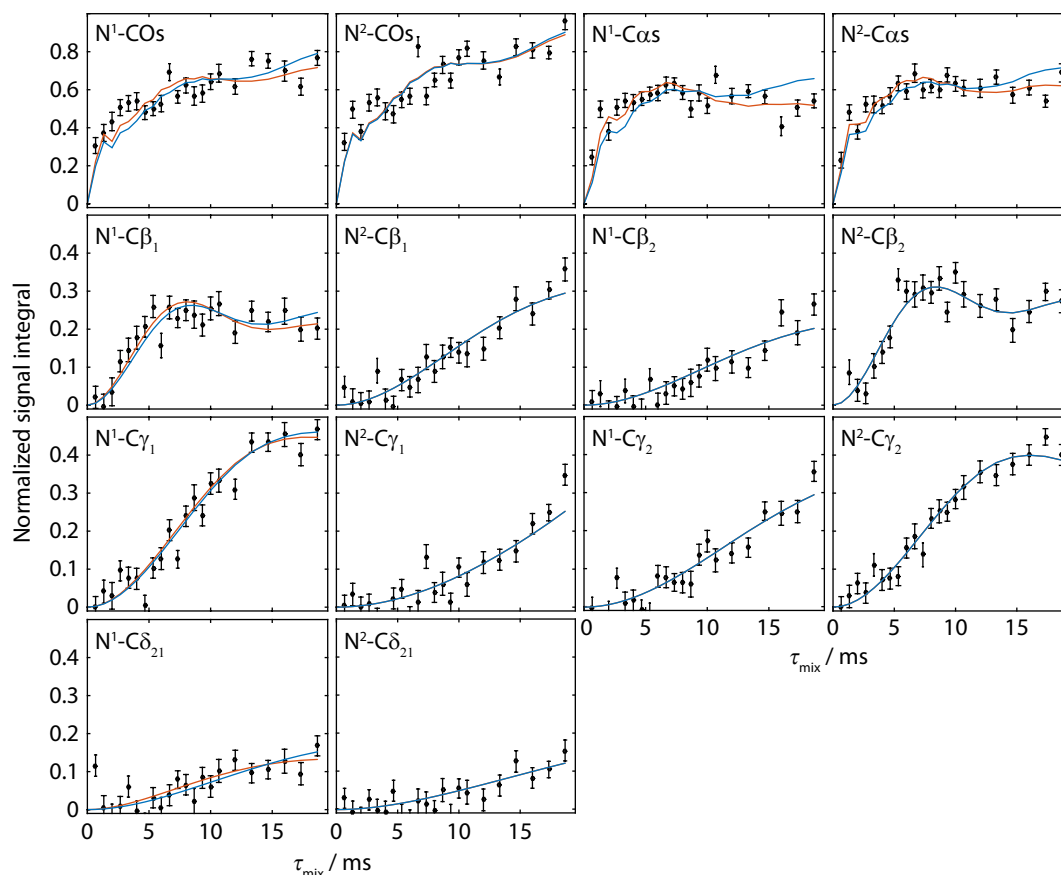 N¹-COs
N²-COs
N¹-Cαs
N²-Cαs
0.8
0.6
0.4
0.2
0
N¹-Cβ₁
N²-Cβ₁
N¹-Cβ₂
N²-Cβ₂
0.4
0.3
0.2
0.1
0
Normalized signal integral
N¹-Cγ₁
N²-Cγ₁
N¹-Cγ₂
N²-Cγ₂
0.4
0.3
0.2
0.1
0
0 5 10 15
0 5 10 15
τmix / ms
N¹-Cδ₂₁
N²-Cδ₂₁
0.4
0.3
0.2
0.1
0
0 5 10 15
0 5 10 15
τmix / ms